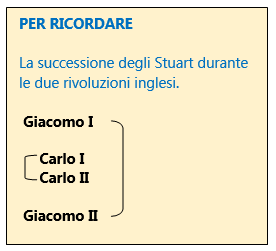 PER RICORDARE
La successione degli Stuart durante
le due rivoluzioni inglesi.
Giacomo I
Carlo I
Carlo II
Giacomo II